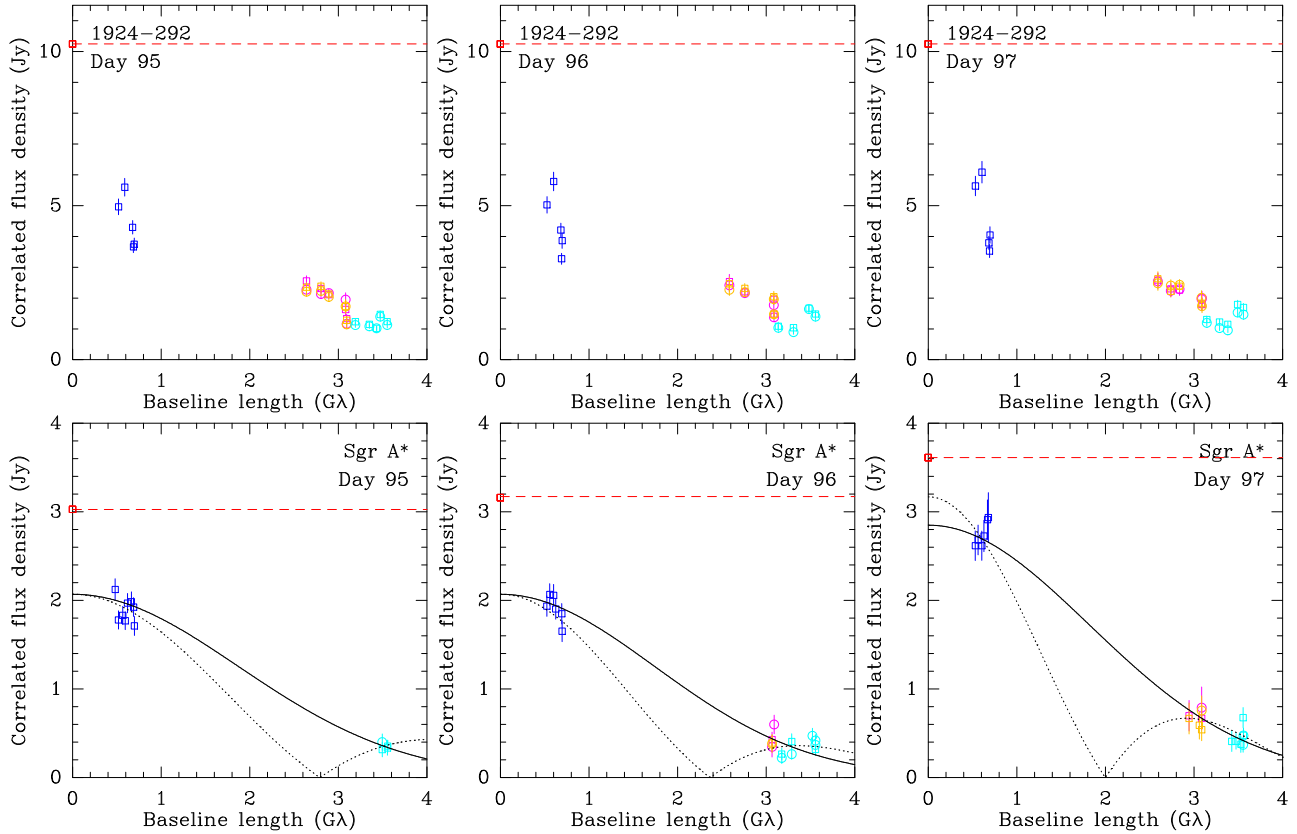 1924−292
Day 95
10
5
0
0 1 2 3 4
Correlated flux density (Jy)
Baseline length (Gλ)
1924−292
Day 96
10
5
0
0 1 2 3 4
Correlated flux density (Jy)
Baseline length (Gλ)
1924−292
Day 97
10
5
0
0 1 2 3 4
Correlated flux density (Jy)
Baseline length (Gλ)
Sgr A*
Day 95
4
3
2
1
0
0 1 2 3 4
Correlated flux density (Jy)
Baseline length (Gλ)
Sgr A*
Day 96
4
3
2
1
0
0 1 2 3 4
Correlated flux density (Jy)
Baseline length (Gλ)
Sgr A*
Day 97
4
3
2
1
0
0 1 2 3 4
Correlated flux density (Jy)
Baseline length (Gλ)